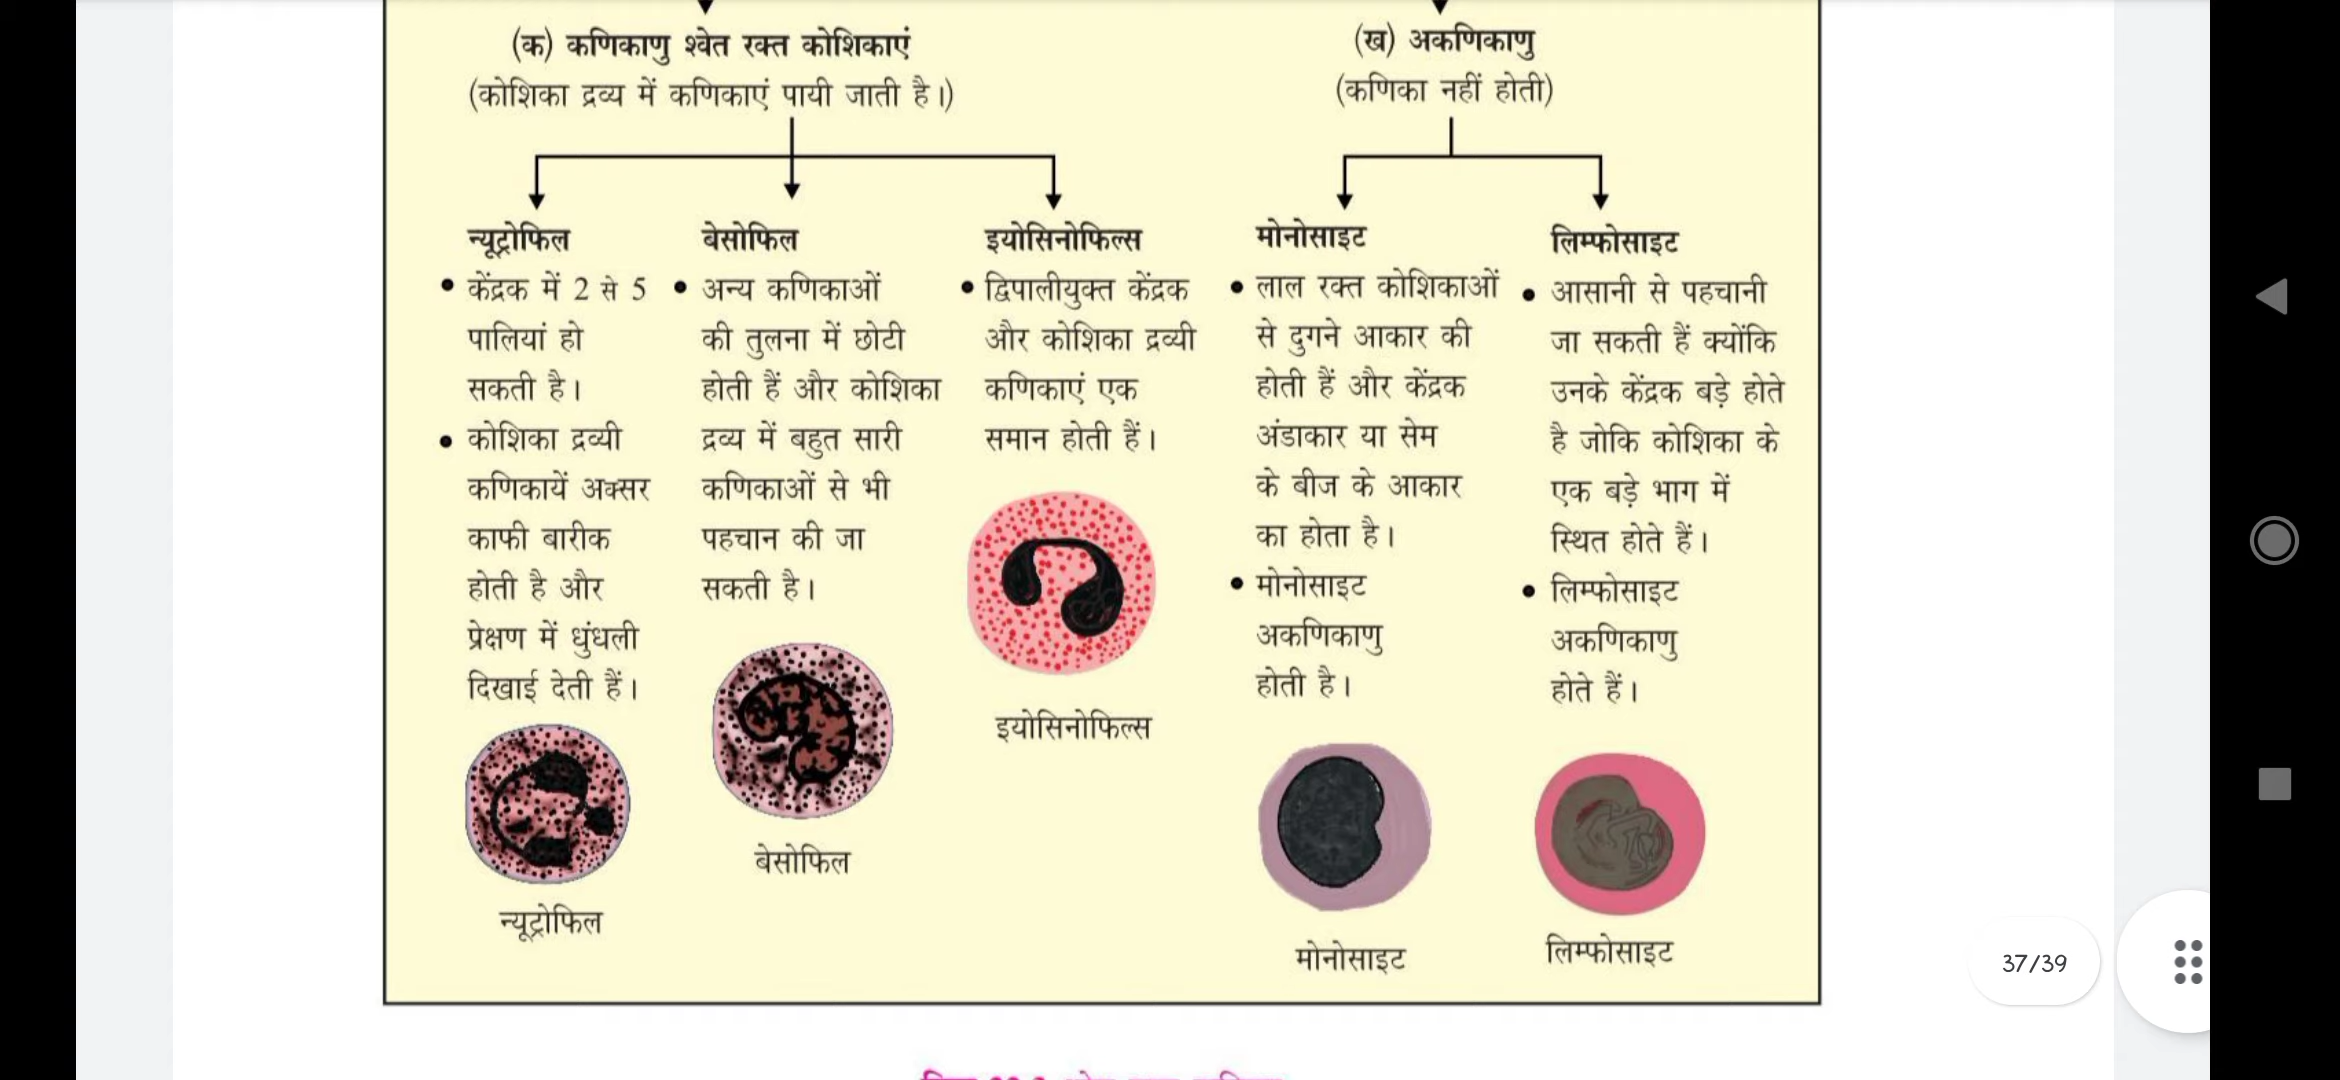 (क) कणिकाणु श्वेत रक्त कोशिकाएं
(कोशिका द्रव्य में कणिकाएं पायी जाती है।)
न्यूट्रोफिल
• केंद्रक में 2 से 5
पालियां हो
सकती है।
• कोशिका द्रव्यी
कणिकायें अक्सर
काफी बारीक
होती है और
प्रेक्षण में धुंधली
दिखाई देती हैं।
न्यूट्रोफिल
बेसोफिल
• अन्य कणिकाओं
की तुलना में छोटी
होती हैं और कोशिका
द्रव्य में बहुत सारी
कणिकाओं से भी
पहचान की जा
सकती है।
बेसोफिल
इयोसिनोफिल्स
• द्विपालीयुक्त केंद्रक
और कोशिका द्रव्यी
कणिकाएं एक
समान होती हैं।
इयोसिनोफिल्स
(ख) अकणिकाणु
(कणिका नहीं होती)
मोनोसाइट
• लाल रक्त कोशिकाओं
से दुगने आकार की
होती हैं और केंद्रक
अंडाकार या सेम
के बीज के आकार
का होता है।
• मोनोसाइट
अकणिकाणु
होती है।
मोनोसाइट
लिम्फोसाइट
• आसानी से पहचानी
जा सकती हैं क्योंकि
उनके केंद्रक बड़े होते
है जोकि कोशिका के
एक बड़े भाग में
स्थित होते हैं।
• लिम्फोसाइट
अकणिकाणु
होते हैं।
लिम्फोसाइट
37/39